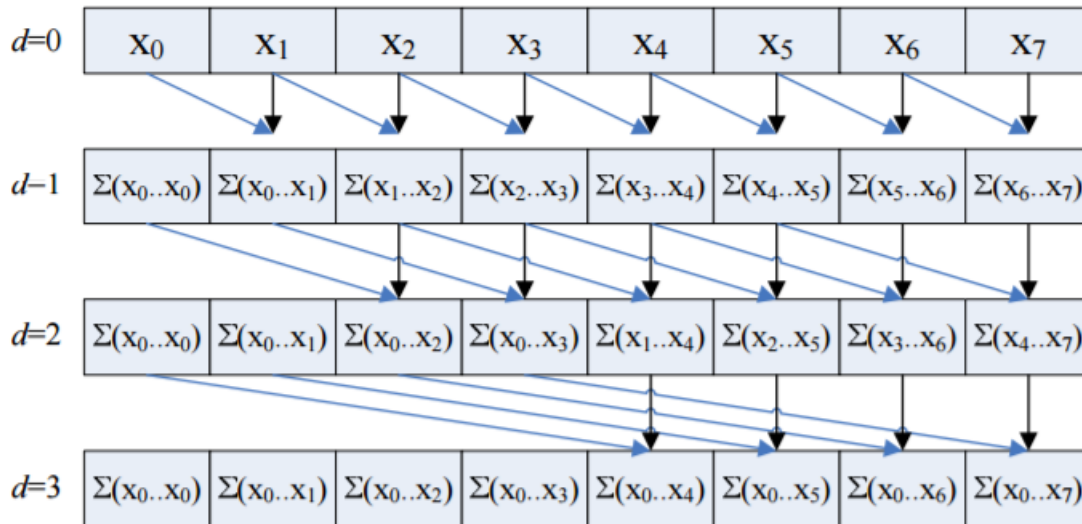 d=0 x₀ x₁ x₂ x₃ x₄ x₅ x₆ x₇
d=1 Σ(x₀..x₀) Σ(x₀..x₁) Σ(x₁..x₂) Σ(x₂..x₃) Σ(x₃..x₄) Σ(x₄..x₅) Σ(x₅..x₆) Σ(x₆..x₇)
d=2 Σ(x₀..x₀) Σ(x₀..x₁) Σ(x₀..x₂) Σ(x₀..x₃) Σ(x₁..x₄) Σ(x₂..x₅) Σ(x₃..x₆) Σ(x₄..x₇)
d=3 Σ(x₀..x₀) Σ(x₀..x₁) Σ(x₀..x₂) Σ(x₀..x₃) Σ(x₀..x₄) Σ(x₀..x₅) Σ(x₀..x₆) Σ(x₀..x₇)